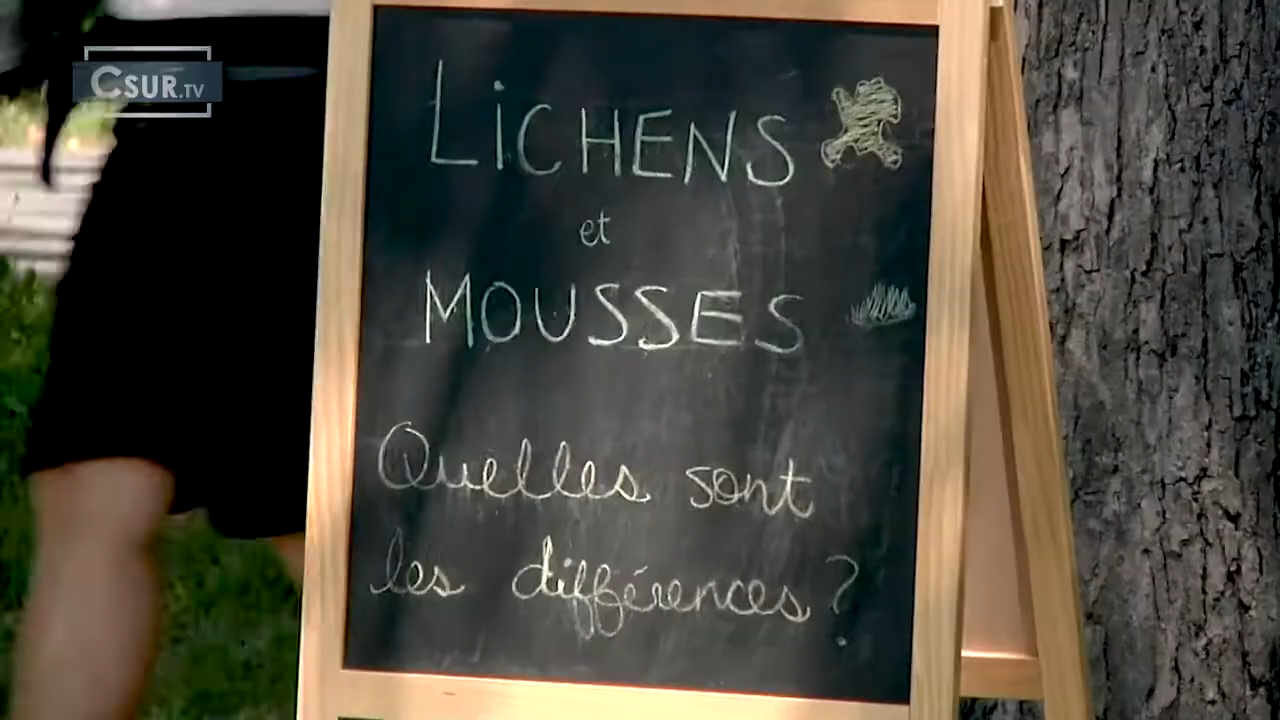 CSUR.TV
LiCHENS
et
MOUSSES
Quelles sont
les différences ?